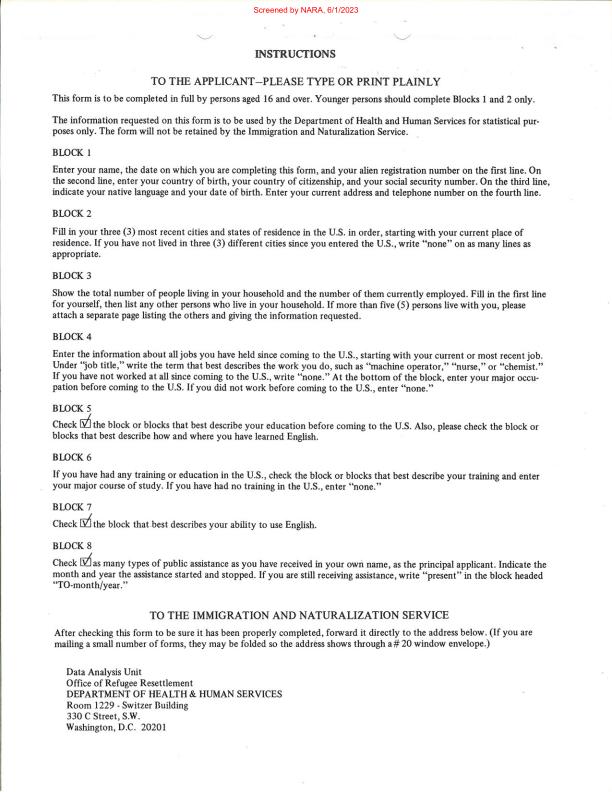 Screened by NARA, 6/1/2023
INSTRUCTIONS
TO THE APPLICANT—PLEASE TYPE OR PRINT PLAINLY
This form is to be completed in full by persons aged 16 and over. Younger persons should complete Blocks 1 and 2 only.
The information requested on this form is to be used by the Department of Health and Human Services for statistical pur-
poses only. The form will not be retained by the Immigration and Naturalization Service.
BLOCK 1
Enter your name, the date on which you are completing this form, and your alien registration number on the first line. On
the second line, enter your country of birth, your country of citizenship, and your social security number. On the third line,
indicate your native language and your date of birth. Enter your current address and telephone number on the fourth line.
BLOCK 2
Fill in your three (3) most recent cities and states of residence in the U.S. in order, starting with your current place of
residence. If you have not lived in three (3) different cities since you entered the U.S., write “none” on as many lines as
appropriate.
BLOCK 3
Show the total number of people living in your household and the number of them currently employed. Fill in the first line
for yourself, then list any other persons who live in your household. If more than five (5) persons live with you, please
attach a separate page listing the others and giving the information requested.
BLOCK 4
Enter the information about all jobs you have held since coming to the U.S., starting with your current or most recent job.
Under “job title,” write the term that best describes the work you do, such as “machine operator,” “nurse,” or “chemist.”
If you have not worked at all since coming to the U.S., write “none.” At the bottom of the block, enter your major occu-
pation before coming to the U.S. If you did not work before coming to the U.S., enter “none.”
BLOCK 5
Check ☑ the block or blocks that best describe your education before coming to the U.S. Also, please check the block or
blocks that best describe how and where you have learned English.
BLOCK 6
If you have had any training or education in the U.S., check the block or blocks that best describe your training and enter
your major course of study. If you have had no training in the U.S., enter “none.”
BLOCK 7
Check ☑ the block that best describes your ability to use English.
BLOCK 8
Check ☑ as many types of public assistance as you have received in your own name, as the principal applicant. Indicate the
month and year the assistance started and stopped. If you are still receiving assistance, write “present” in the block headed
“TO-month/year.”
TO THE IMMIGRATION AND NATURALIZATION SERVICE
After checking this form to be sure it has been properly completed, forward it directly to the address below. (If you are
mailing a small number of forms, they may be folded so the address shows through a # 20 window envelope.)
Data Analysis Unit
Office of Refugee Resettlement
DEPARTMENT OF HEALTH & HUMAN SERVICES
Room 1229 - Switzer Building
330 C Street, S.W.
Washington, D.C. 20201